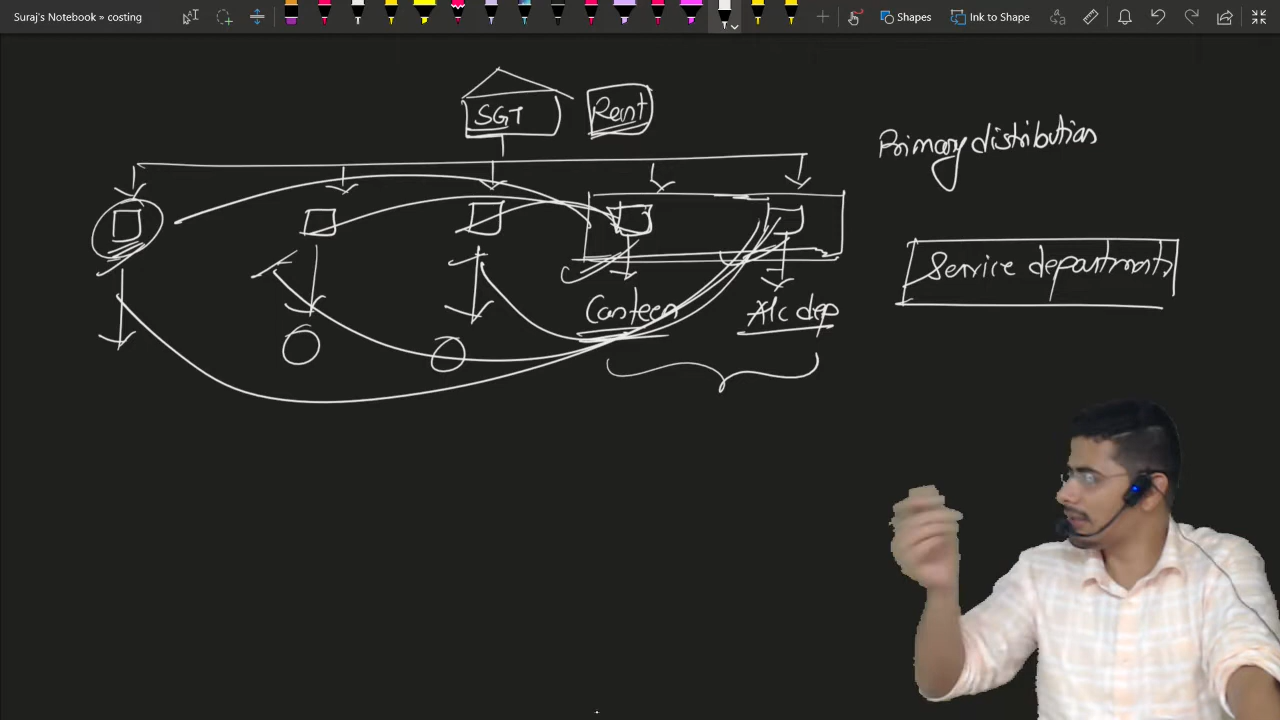 Suraj's Notebook » costing
Shapes
Ink to Shape
SGT
Rent
Primary distribution
Service departments
Canteen
A/c dep